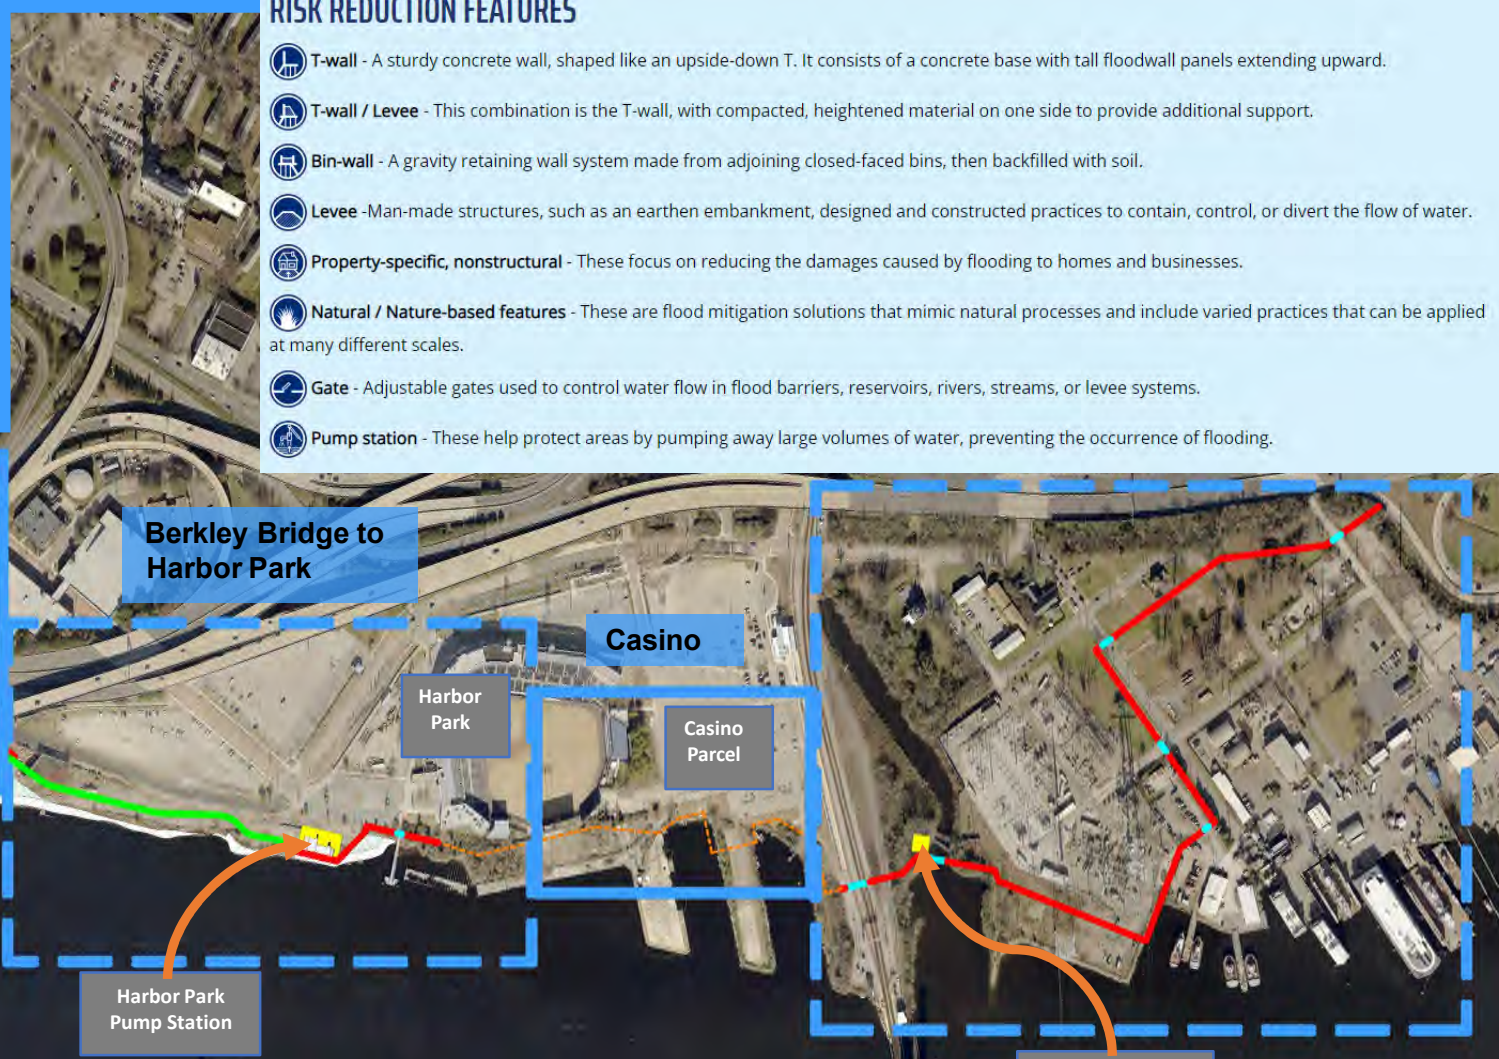 RISK REDUCTION FEATURES
T-wall - A sturdy concrete wall, shaped like an upside-down T. It consists of a concrete base with tall floodwall panels extending upward.
T-wall / Levee - This combination is the T-wall, with compacted, heightened material on one side to provide additional support.
Bin-wall - A gravity retaining wall system made from adjoining closed-faced bins, then backfilled with soil.
Levee -Man-made structures, such as an earthen embankment, designed and constructed practices to contain, control, or divert the flow of water.
Property-specific, nonstructural - These focus on reducing the damages caused by flooding to homes and businesses.
Natural / Nature-based features - These are flood mitigation solutions that mimic natural processes and include varied practices that can be applied
at many different scales.
Gate - Adjustable gates used to control water flow in flood barriers, reservoirs, rivers, streams, or levee systems.
Pump station - These help protect areas by pumping away large volumes of water, preventing the occurrence of flooding.
Berkley Bridge to
Harbor Park
Casino
Harbor
Park
Casino
Parcel
Harbor Park
Pump Station